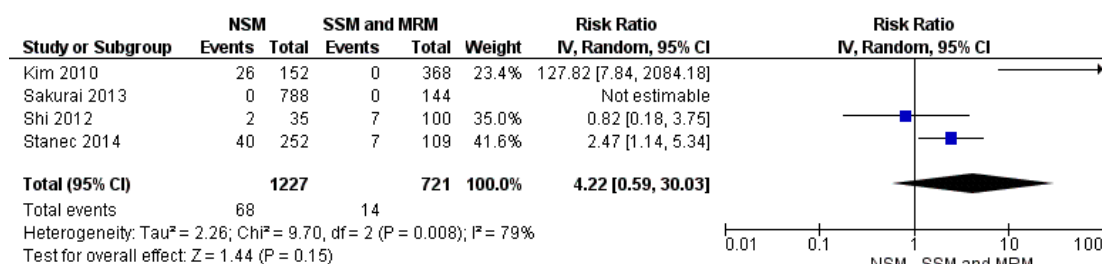 NSM SSM and MRM Risk Ratio Risk Ratio
Study or Subgroup Events Total Events Total Weight IV, Random, 95% CI IV, Random, 95% CI
Kim 2010 26 152 0 368 23.4% 127.82 [7.84, 2084.18]
Sakurai 2013 0 788 0 144 Not estimable
Shi 2012 2 35 7 100 35.0% 0.82 [0.18, 3.75]
Stanec 2014 40 252 7 109 41.6% 2.47 [1.14, 5.34]
Total (95% CI) 1227 721 100.0% 4.22 [0.59, 30.03]
Total events 68 14
Heterogeneity: Tau² = 2.26; Chi² = 9.70, df = 2 (P = 0.008); I² = 79%
Test for overall effect: Z = 1.44 (P = 0.15)
0.01 0.1 1 10 100
NSM SSM and MRM